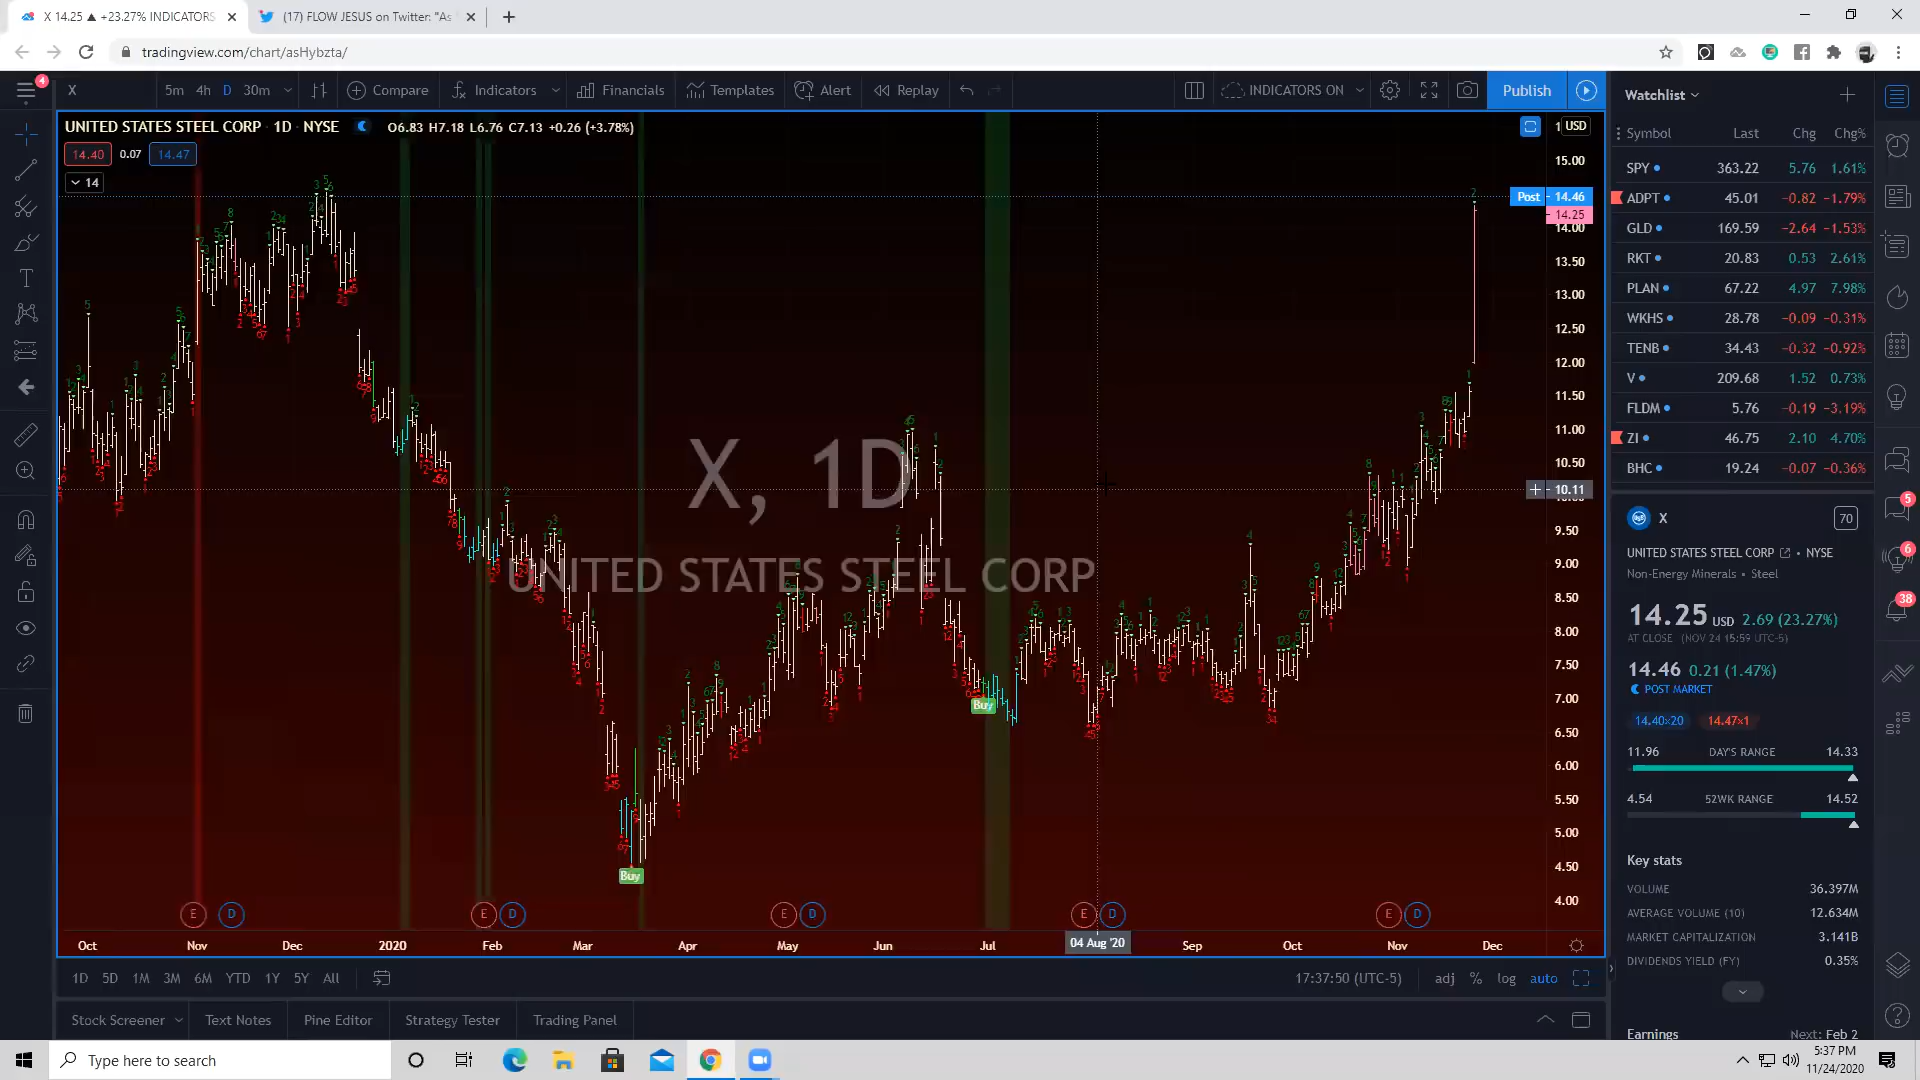 X 14.25 ▲ +23.27% INDICATORS
(17) FLOW JESUS on Twitter: "As
tradingview.com/chart/asHybzta/
4
X
5m 4h D 30m
Compare
Indicators
Financials
Templates
Alert
Replay
INDICATORS ON
Publish
UNITED STATES STEEL CORP · 1D · NYSE
O6.83 H7.18 L6.76 C7.13 +0.26 (+3.78%)
14.40 0.07 14.47
14
X, 1D
UNITED STATES STEEL CORP
Buy
Buy
1 USD
15.00
Post 14.46
14.25
14.00
13.50
13.00
12.50
12.00
11.50
11.00
10.50
10.11
9.50
9.00
8.50
8.00
7.50
7.00
6.50
6.00
5.50
5.00
4.50
4.00
E D E D E D E D E D
Oct Nov Dec 2020 Feb Mar Apr May Jun Jul 04 Aug '20 Sep Oct Nov Dec
1D 5D 1M 3M 6M YTD 1Y 5Y All
17:37:50 (UTC-5) adj % log auto
Stock Screener Text Notes Pine Editor Strategy Tester Trading Panel
Watchlist
Symbol Last Chg Chg%
SPY 363.22 5.76 1.61%
ADPT 45.01 −0.82 −1.79%
GLD 169.59 −2.64 −1.53%
RKT 20.83 0.53 2.61%
PLAN 67.22 4.97 7.98%
WKHS 28.78 −0.09 −0.31%
TENB 34.43 −0.32 −0.92%
V 209.68 1.52 0.73%
FLDM 5.76 −0.19 −3.19%
ZI 46.75 2.10 4.70%
BHC 19.24 −0.07 −0.36%
X 70
UNITED STATES STEEL CORP • NYSE
Non-Energy Minerals • Steel
14.25 USD 2.69 (23.27%)
AT CLOSE (NOV 24 15:59 UTC-5)
14.46 0.21 (1.47%)
POST MARKET
14.40×20 14.47×1
11.96 DAY'S RANGE 14.33
4.54 52WK RANGE 14.52
Key stats
VOLUME 36.397M
AVERAGE VOLUME (10) 12.634M
MARKET CAPITALIZATION 3.141B
DIVIDENDS YIELD (FY) 0.35%
Earnings Next: Feb 2
5
6
38
Type here to search
5:37 PM
11/24/2020